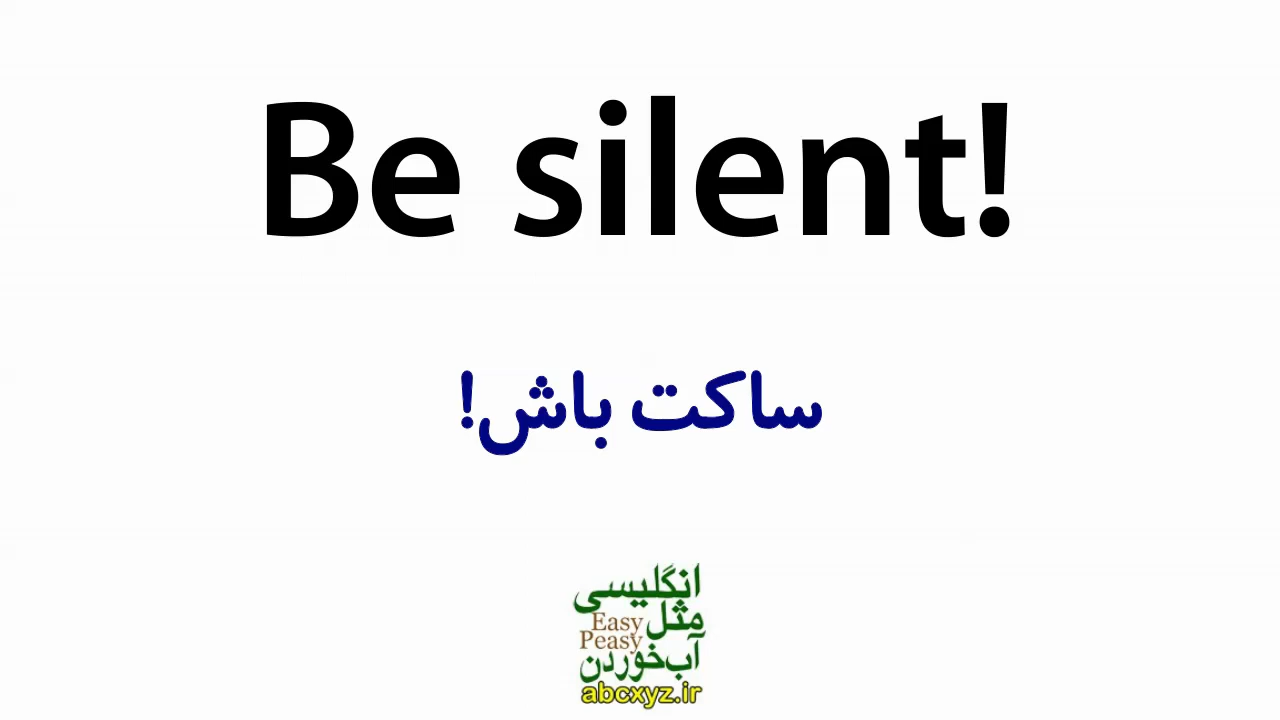 Be silent!
ساکت باش!
انگلیسی
مثل
Easy
Peasy
آب‌خوردن
abcxyz.ir